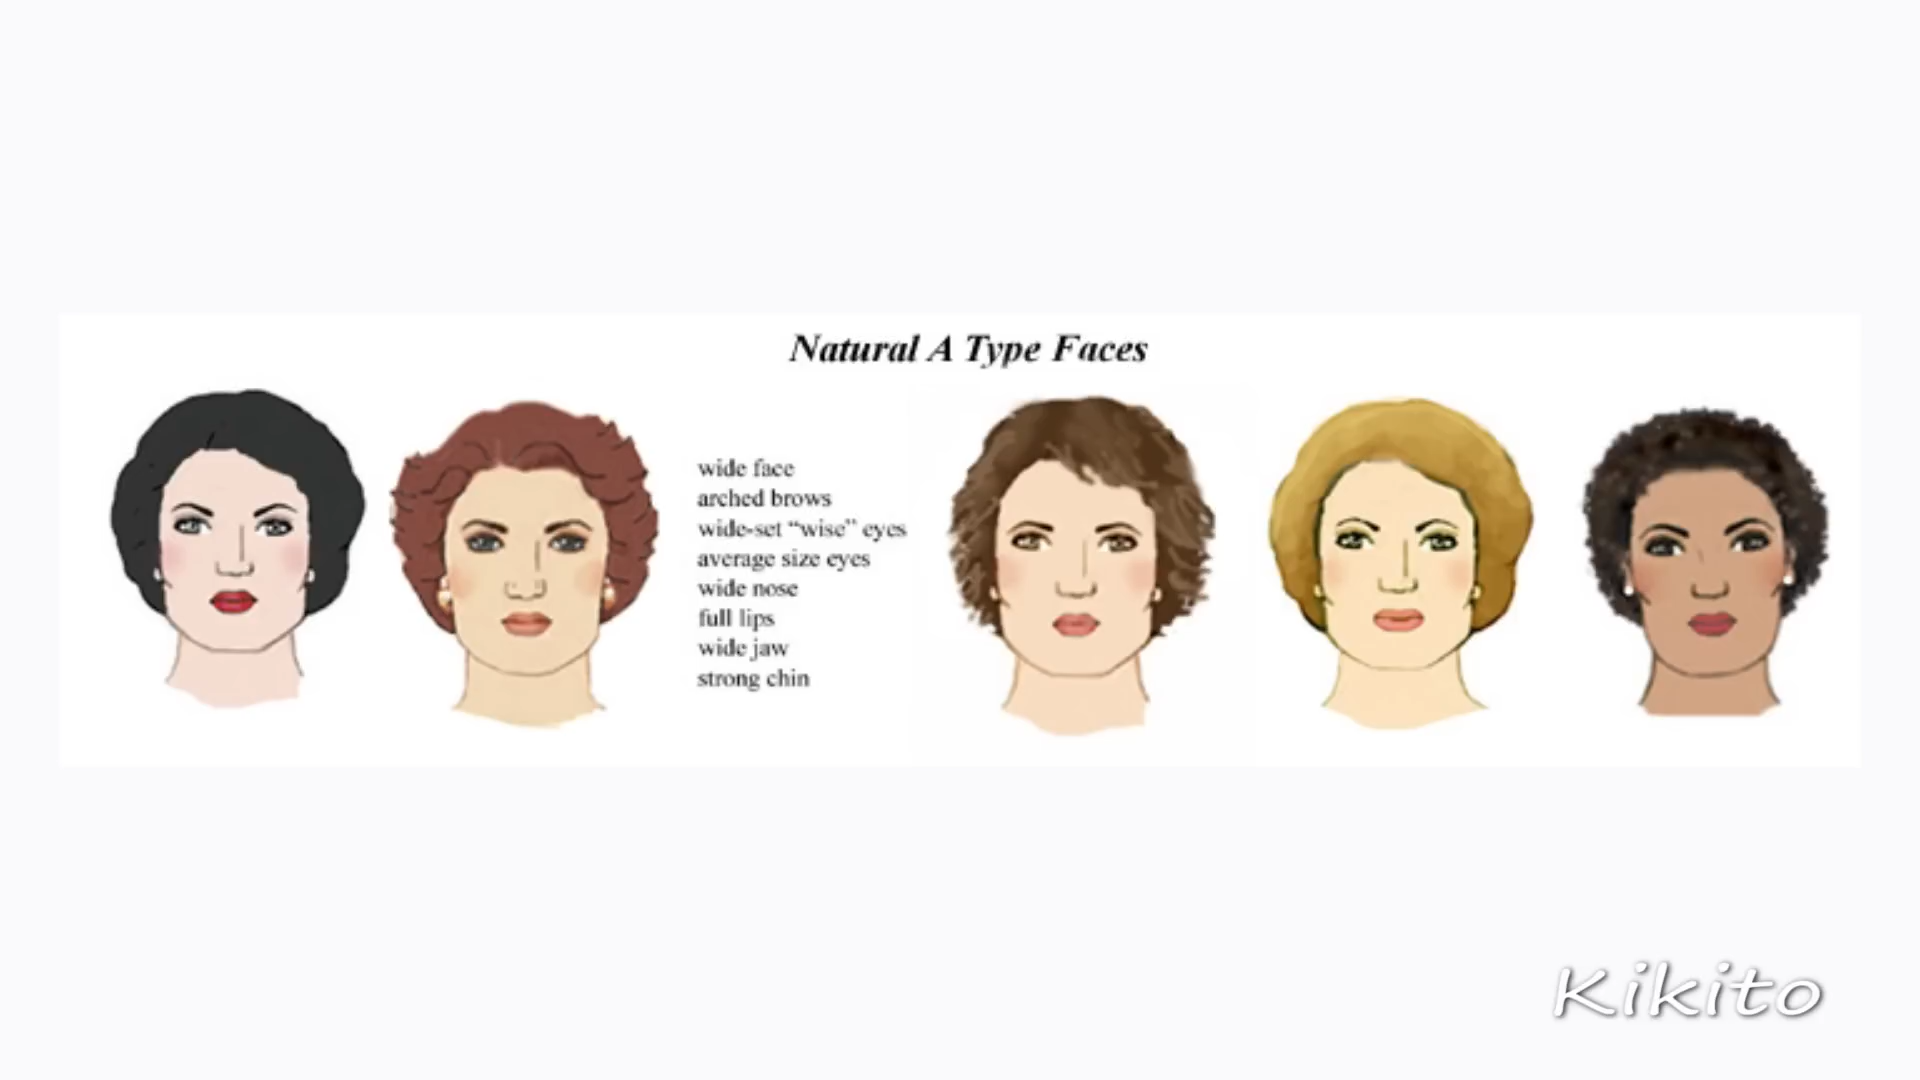 Natural A Type Faces
wide face
arched brows
wide-set “wise” eyes
average size eyes
wide nose
full lips
wide jaw
strong chin
Kikito